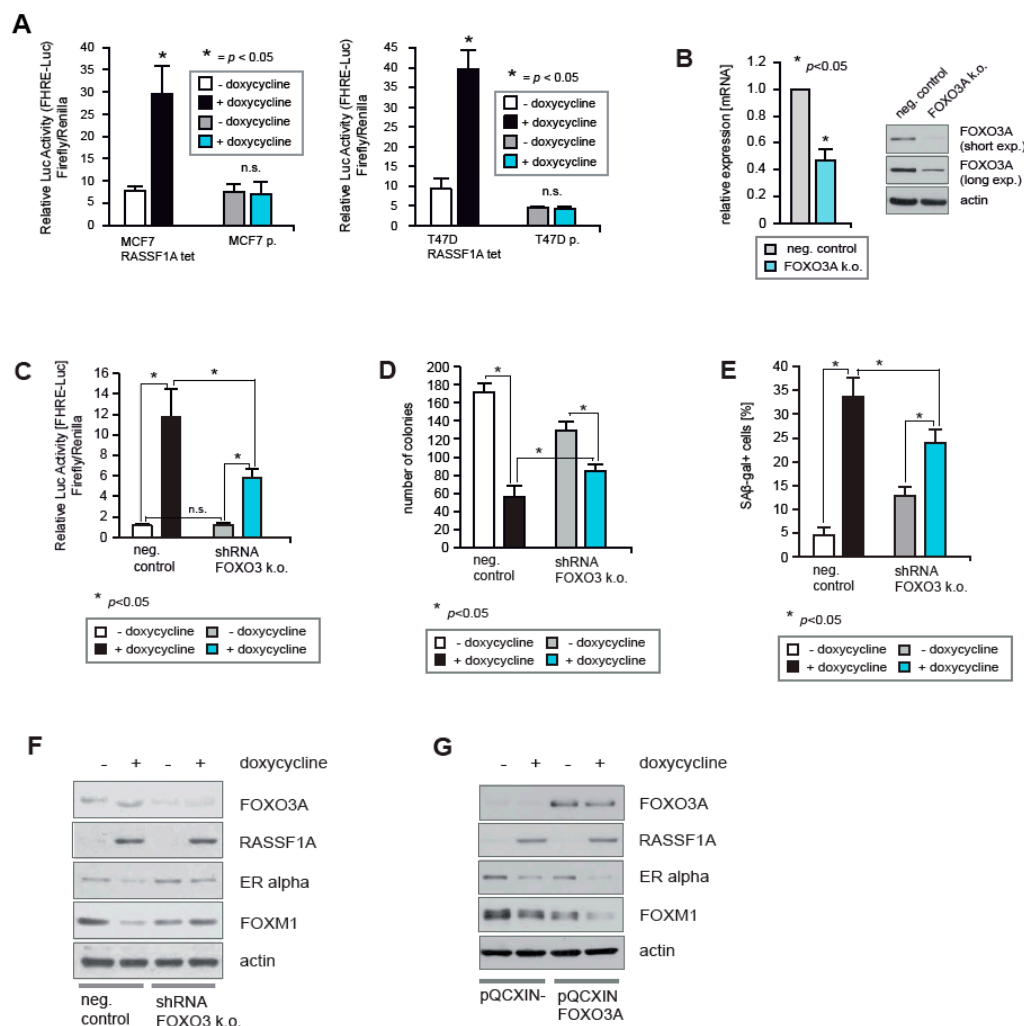 A
Relative Luc Activity (FHRE-Luc)
Firefly/Renilla
40
35
30
25
20
15
10
5
0
*
* = p < 0.05
- doxycycline
+ doxycycline
- doxycycline
+ doxycycline
n.s.
MCF7
RASSF1A tet
MCF7 p.
Relative Luc Activity (FHRE-Luc)
Firefly/Renilla
45
40
35
30
25
20
15
10
5
0
*
* = p < 0.05
- doxycycline
+ doxycycline
- doxycycline
+ doxycycline
n.s.
T47D
RASSF1A tet
T47D p.
B
relative expression [mRNA]
1.2
1.0
0.8
0.6
0.4
0.2
0
* p<0.05
*
neg. control
FOXO3A k.o.
neg. control
FOXO3A k.o.
FOXO3A
(short exp.)
FOXO3A
(long exp.)
actin
C
Relative Luc Activity [FHRE-Luc]
Firefly/Renilla
16
14
12
10
8
6
4
2
0
*
*
*
n.s.
neg.
control
shRNA
FOXO3 k.o.
* p<0.05
- doxycycline
- doxycycline
+ doxycycline
+ doxycycline
D
number of colonies
200
180
160
140
120
100
80
60
40
20
0
*
*
*
neg.
control
shRNA
FOXO3 k.o.
* p<0.05
- doxycycline
- doxycycline
+ doxycycline
+ doxycycline
E
SAβ-gal+ cells [%]
40
35
30
25
20
15
10
5
0
*
*
*
neg.
control
shRNA
FOXO3 k.o.
* p<0.05
- doxycycline
- doxycycline
+ doxycycline
+ doxycycline
F
- + - + doxycycline
FOXO3A
RASSF1A
ER alpha
FOXM1
actin
neg.
control
shRNA
FOXO3 k.o.
G
- + - + doxycycline
FOXO3A
RASSF1A
ER alpha
FOXM1
actin
pQCXIN-
pQCXIN
FOXO3A